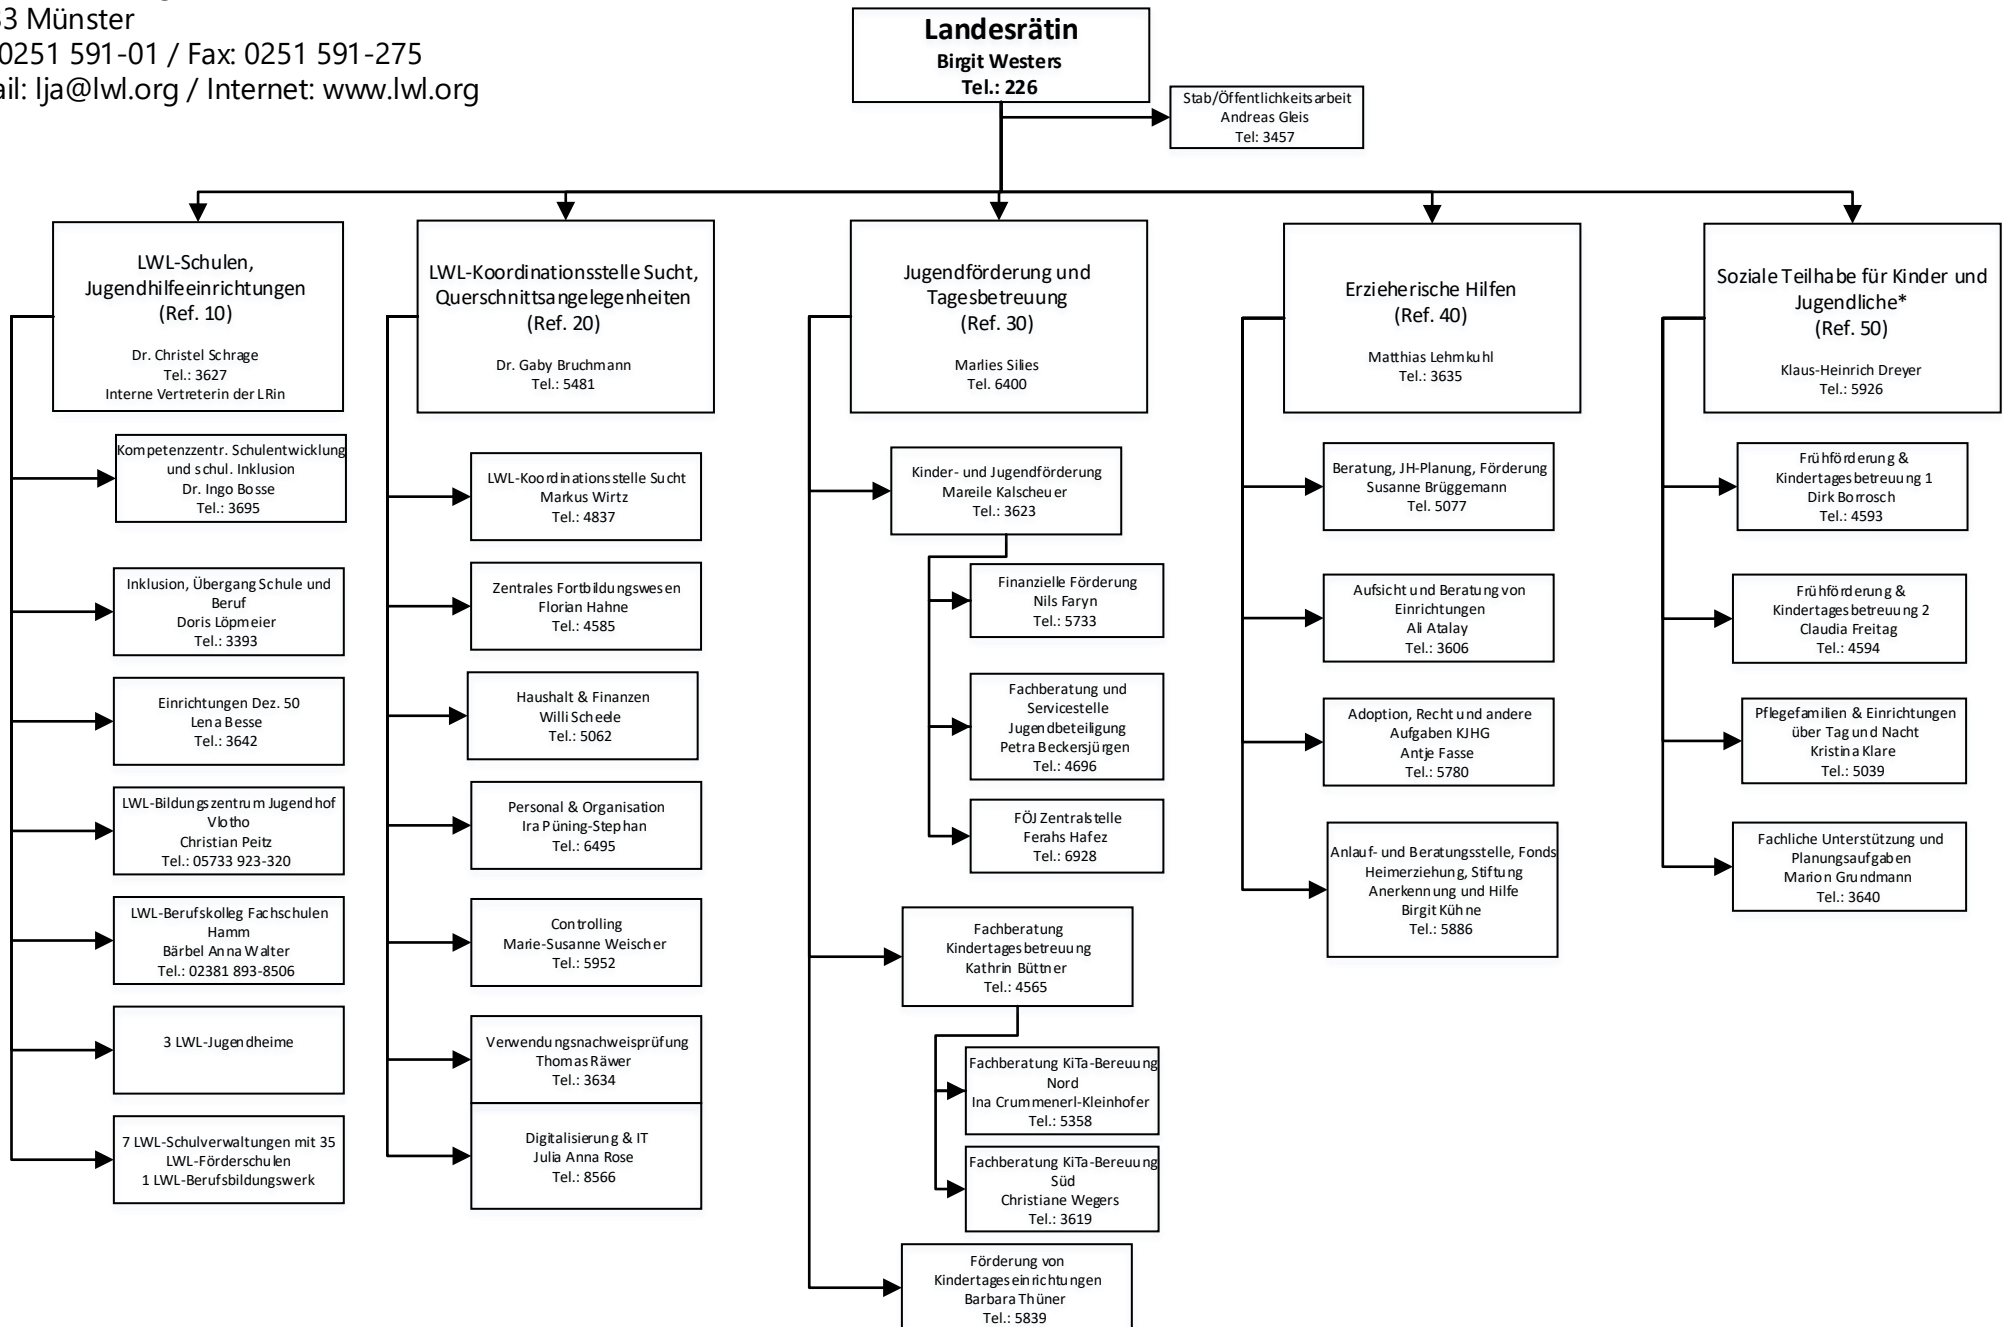 33 Münster
0251 591-01 / Fax: 0251 591-275
ail: lja@lwl.org / Internet: www.lwl.org
Landesrätin
Birgit Westers
Tel.: 226
Stab/Öffentlichkeitsarbeit
Andreas Gleis
Tel: 3457
LWL-Schulen,
Jugendhilfeeinrichtungen
(Ref. 10)
Dr. Christel Schrage
Tel.: 3627
Interne Vertreterin der LRin
Kompetenzzentr. Schulentwicklung
und schul. Inklusion
Dr. Ingo Bosse
Tel.: 3695
Inklusion, Übergang Schule und
Beruf
Doris Löpmeier
Tel.: 3393
Einrichtungen Dez. 50
Lena Besse
Tel.: 3642
LWL-Bildungszentrum Jugendhof
Vlotho
Christian Peitz
Tel.: 05733 923-320
LWL-Berufskolleg Fachschulen
Hamm
Bärbel Anna Walter
Tel.: 02381 893-8506
3 LWL-Jugendheime
7 LWL-Schulverwaltungen mit 35
LWL-Förderschulen
1 LWL-Berufsbildungswerk
LWL-Koordinationsstelle Sucht,
Querschnittsangelegenheiten
(Ref. 20)
Dr. Gaby Bruchmann
Tel.: 5481
LWL-Koordinationsstelle Sucht
Markus Wirtz
Tel.: 4837
Zentrales Fortbildungswesen
Florian Hahne
Tel.: 4585
Haushalt & Finanzen
Willi Scheele
Tel.: 5062
Personal & Organisation
Ira Püning-Stephan
Tel.: 6495
Controlling
Marie-Susanne Weischer
Tel.: 5952
Verwendungsnachweisprüfung
Thomas Räwer
Tel.: 3634
Digitalisierung & IT
Julia Anna Rose
Tel.: 8566
Jugendförderung und
Tagesbetreuung
(Ref. 30)
Marlies Silies
Tel. 6400
Kinder- und Jugendförderung
Mareile Kalscheuer
Tel.: 3623
Finanzielle Förderung
Nils Faryn
Tel.: 5733
Fachberatung und
Servicestelle
Jugendbeteiligung
Petra Beckersjürgen
Tel.: 4696
FÖJ Zentralstelle
Ferahs Hafez
Tel.: 6928
Fachberatung
Kindertagesbetreuung
Kathrin Büttner
Tel.: 4565
Fachberatung KiTa-Bereuung
Nord
Ina Crummenerl-Kleinhofer
Tel.: 5358
Fachberatung KiTa-Bereuung
Süd
Christiane Wegers
Tel.: 3619
Förderung von
Kindertageseinrichtungen
Barbara Thüner
Tel.: 5839
Erzieherische Hilfen
(Ref. 40)
Matthias Lehmkuhl
Tel.: 3635
Beratung, JH-Planung, Förderung
Susanne Brüggemann
Tel. 5077
Aufsicht und Beratung von
Einrichtungen
Ali Atalay
Tel.: 3606
Adoption, Recht und andere
Aufgaben KJHG
Antje Fasse
Tel.: 5780
Anlauf- und Beratungsstelle, Fonds
Heimerziehung, Stiftung
Anerkennung und Hilfe
Birgit Kühne
Tel.: 5886
Soziale Teilhabe für Kinder und
Jugendliche*
(Ref. 50)
Klaus-Heinrich Dreyer
Tel.: 5926
Frühförderung &
Kindertagesbetreuung 1
Dirk Borrosch
Tel.: 4593
Frühförderung &
Kindertagesbetreuung 2
Claudia Freitag
Tel.: 4594
Pflegefamilien & Einrichtungen
über Tag und Nacht
Kristina Klare
Tel.: 5039
Fachliche Unterstützung und
Planungsaufgaben
Marion Grundmann
Tel.: 3640